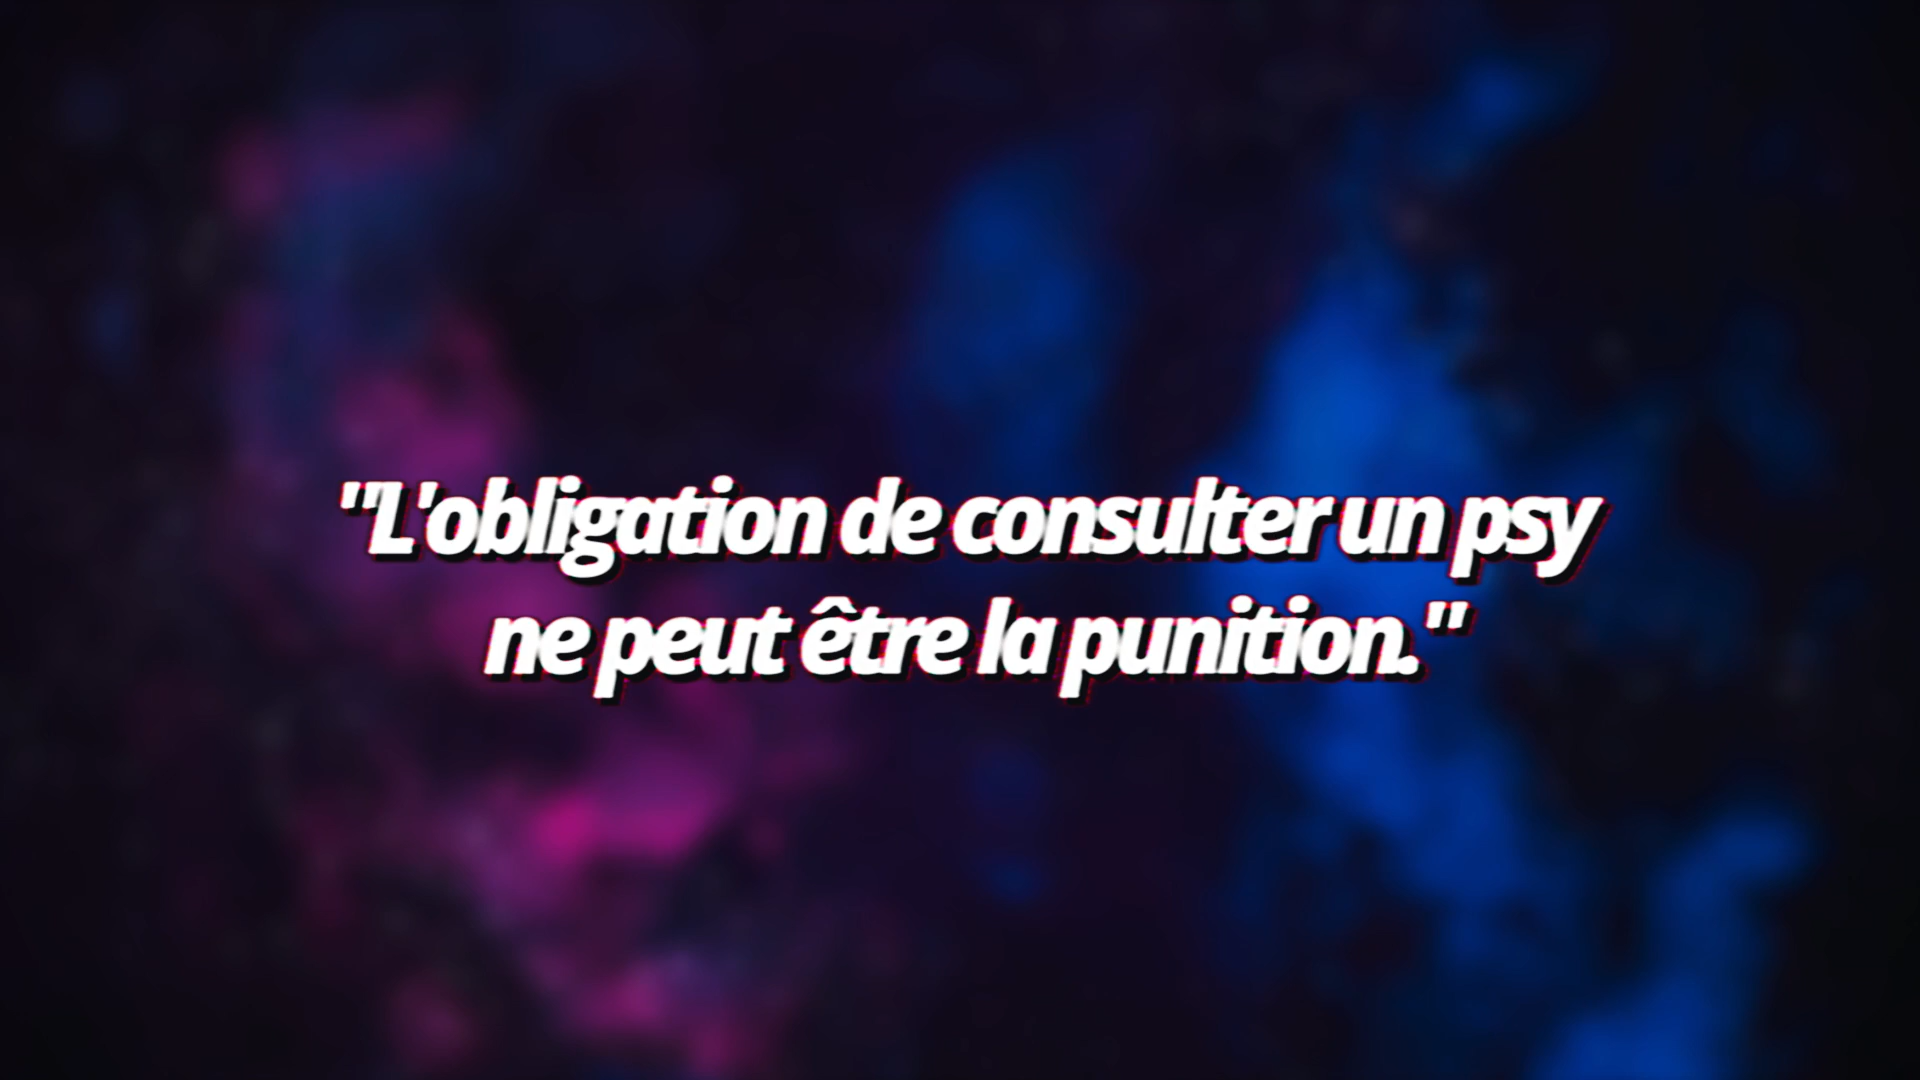 "L'obligation de consulter un psy
ne peut être la punition."